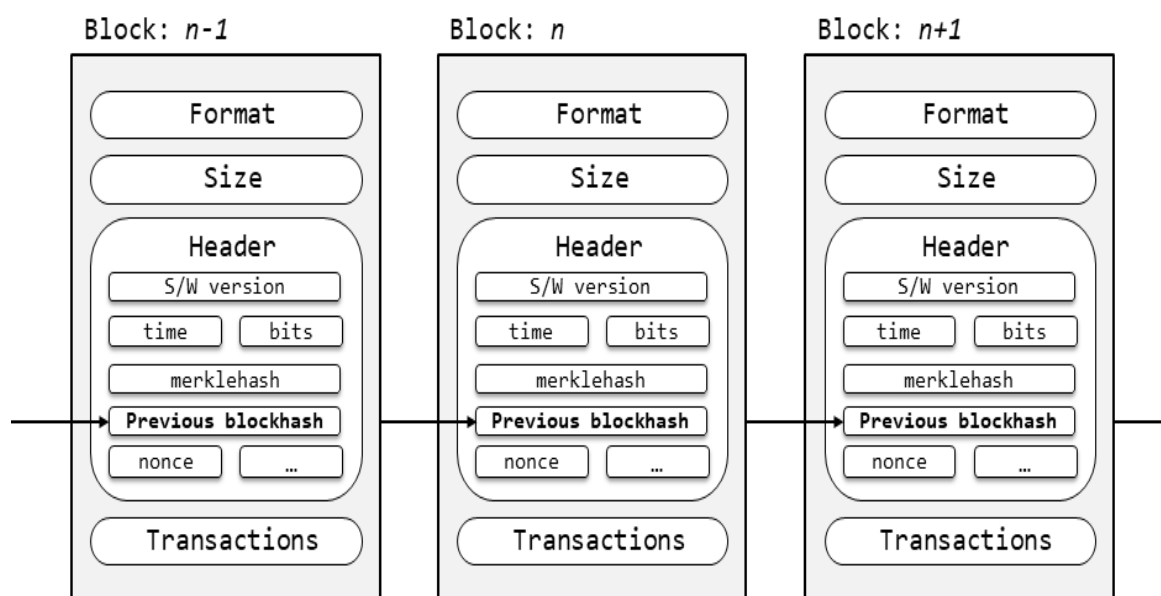 Block: n-1
Format
Size
Header
S/W version
time bits
merklehash
Previous blockhash
nonce …
Transactions
Block: n
Format
Size
Header
S/W version
time bits
merklehash
Previous blockhash
nonce …
Transactions
Block: n+1
Format
Size
Header
S/W version
time bits
merklehash
Previous blockhash
nonce …
Transactions